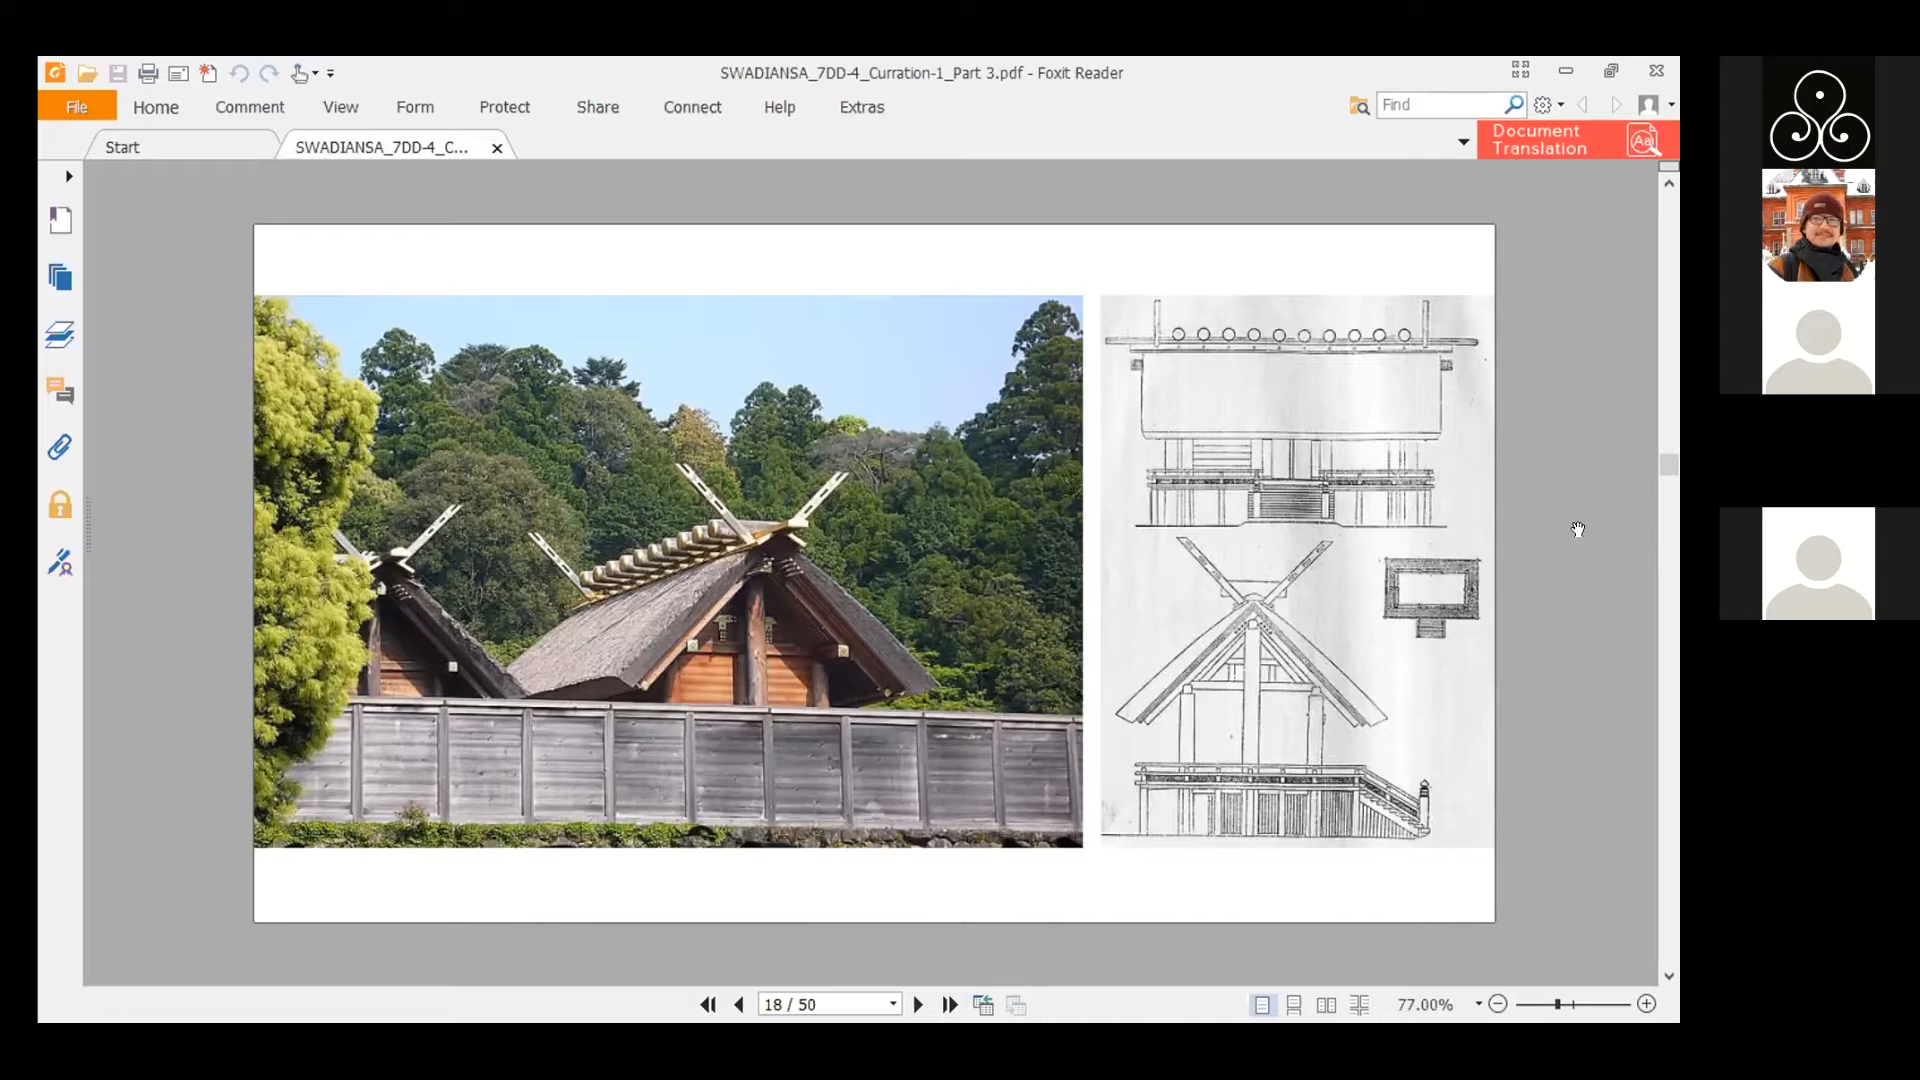 SWADIANSA_7DD-4_Curration-1_Part 3.pdf - Foxit Reader
File Home Comment View Form Protect Share Connect Help Extras
Find
Start
SWADIANSA_7DD-4_C...
Document
Translation
Aa
18 / 50
77.00%